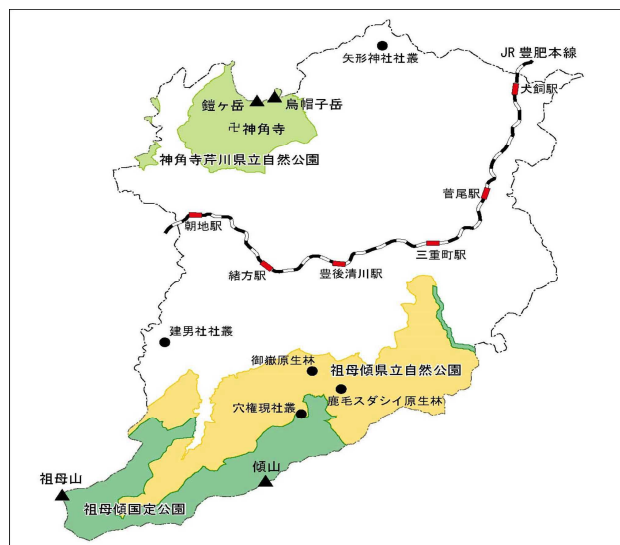 JR 豊肥本線
矢形神社社叢
犬飼駅
鎧ヶ岳
烏帽子岳
卍神角寺
神角寺芹川県立自然公園
菅尾駅
朝地駅
三重町駅
緒方駅
豊後清川駅
建男社社叢
御嶽原生林
祖母傾県立自然公園
鹿毛スダシイ原生林
穴権現社叢
傾山
祖母山
祖母傾国定公園